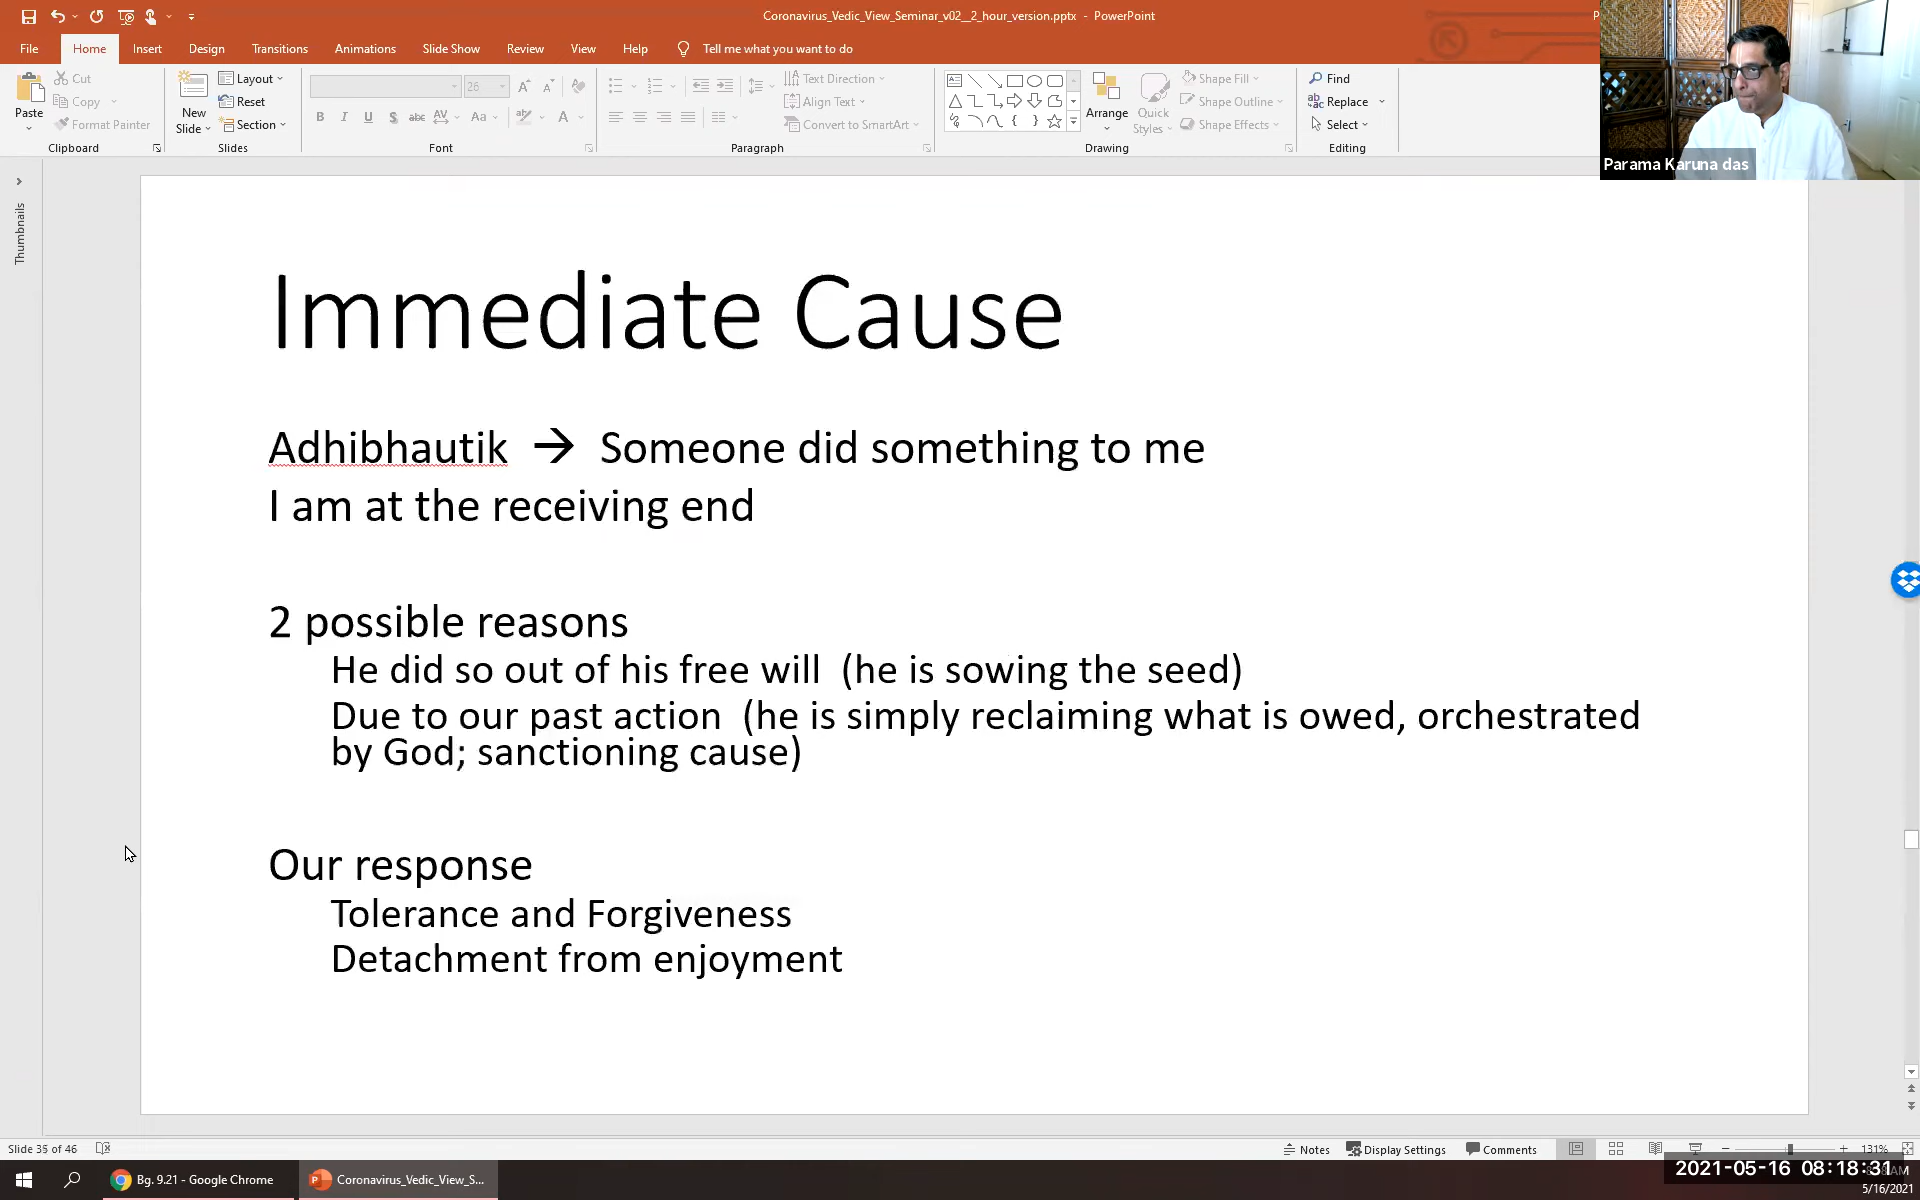 Coronavirus_Vedic_View_Seminar_v02__2_hour_version.pptx - PowerPoint
File Home Insert Design Transitions Animations Slide Show Review View Help Tell me what you want to do
Paste
Cut
Copy
Format Painter
Clipboard
New Slide
Layout
Reset
Section
Slides
26
B I U S abc AV Aa A
Font
Text Direction
Align Text
Convert to SmartArt
Paragraph
Arrange
Quick Styles
Shape Fill
Shape Outline
Shape Effects
Drawing
Find
Replace
Select
Editing
Parama Karuna das
Thumbnails
Immediate Cause
Adhibhautik → Someone did something to me
I am at the receiving end
2 possible reasons
He did so out of his free will (he is sowing the seed)
Due to our past action (he is simply reclaiming what is owed, orchestrated
by God; sanctioning cause)
Our response
Tolerance and Forgiveness
Detachment from enjoyment
Slide 35 of 46
Notes Display Settings Comments 131%
Bg. 9.21 - Google Chrome
Coronavirus_Vedic_View_S...
2021-05-16 08:18:31
5/16/2021